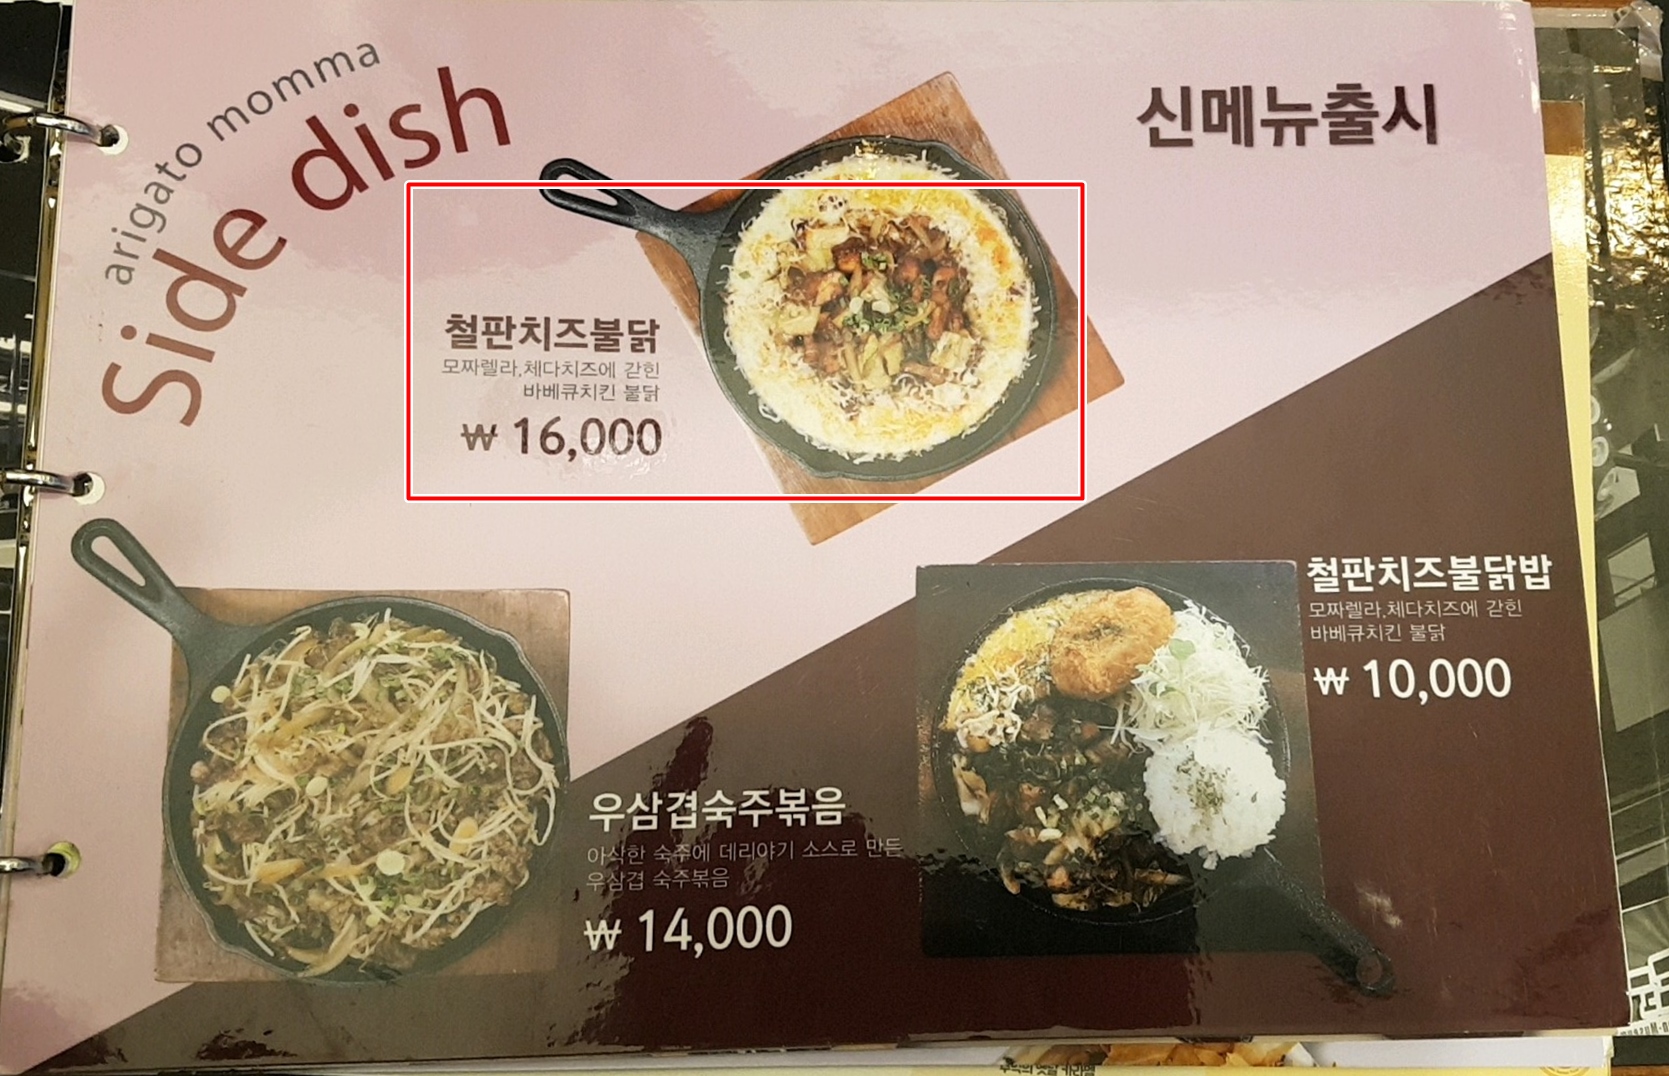 arigato momma
Side dish
신메뉴출시
철판치즈불닭
모짜렐라,체다치즈에 갇힌
바베큐치킨 불닭
₩ 16,000
철판치즈불닭밥
모짜렐라,체다치즈에 갇힌
바베큐치킨 불닭
₩ 10,000
우삼겹숙주볶음
아삭한 숙주에 데리야기 소스로 만든
우삼겹 숙주볶음
₩ 14,000